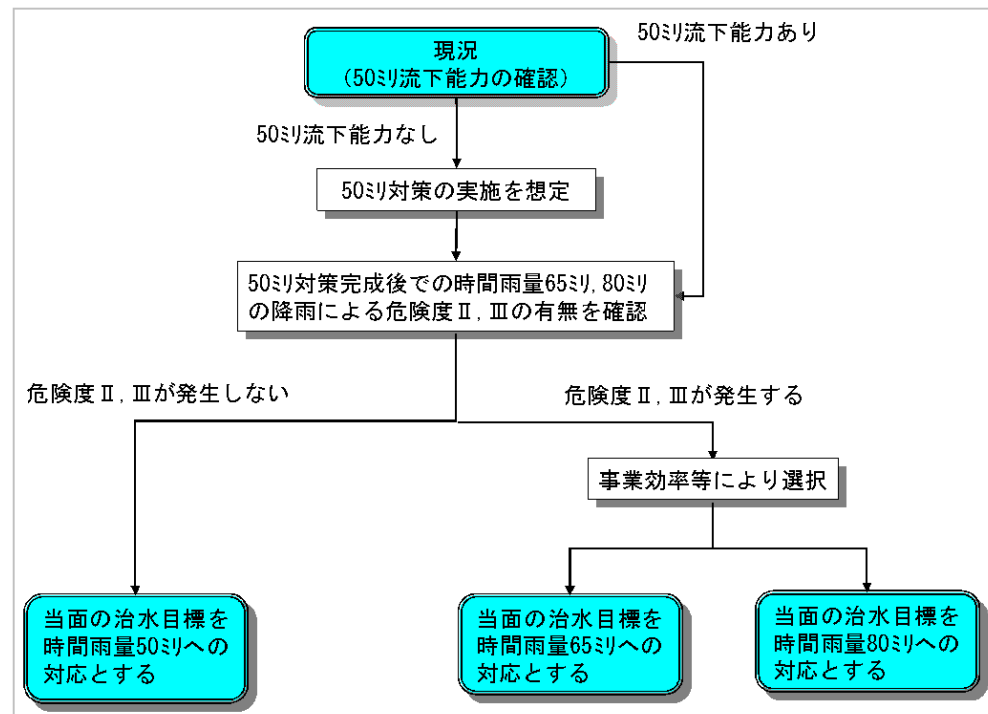 50ﾐﾘ流下能力あり
現況
（50ﾐﾘ流下能力の確認）
50ﾐﾘ流下能力なし
50ﾐﾘ対策の実施を想定
50ﾐﾘ対策完成後での時間雨量65ﾐﾘ,80ﾐﾘ
の降雨による危険度Ⅱ,Ⅲの有無を確認
危険度Ⅱ,Ⅲが発生しない
危険度Ⅱ,Ⅲが発生する
事業効率等により選択
当面の治水目標を
時間雨量50ﾐﾘへの
対応とする
当面の治水目標を
時間雨量65ﾐﾘへの
対応とする
当面の治水目標を
時間雨量80ﾐﾘへの
対応とする